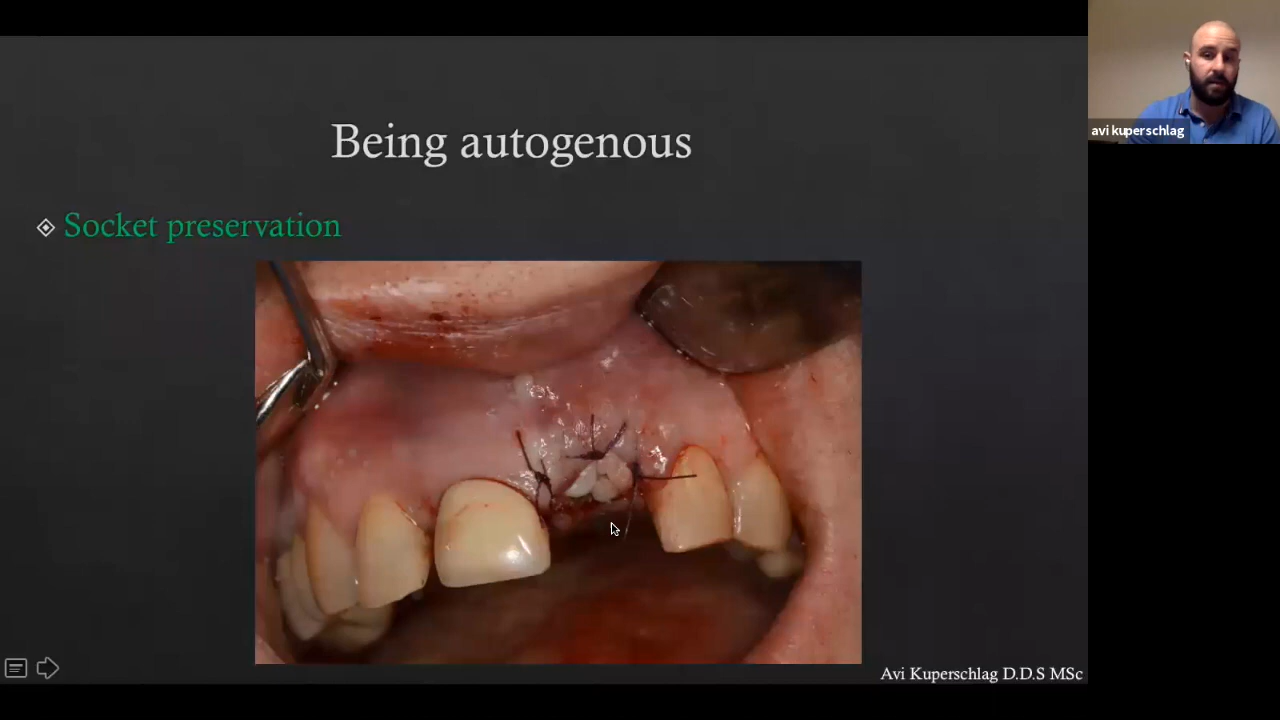 Being autogenous
Socket preservation
avi kuperschlag
Avi Kuperschlag D.D.S MSc